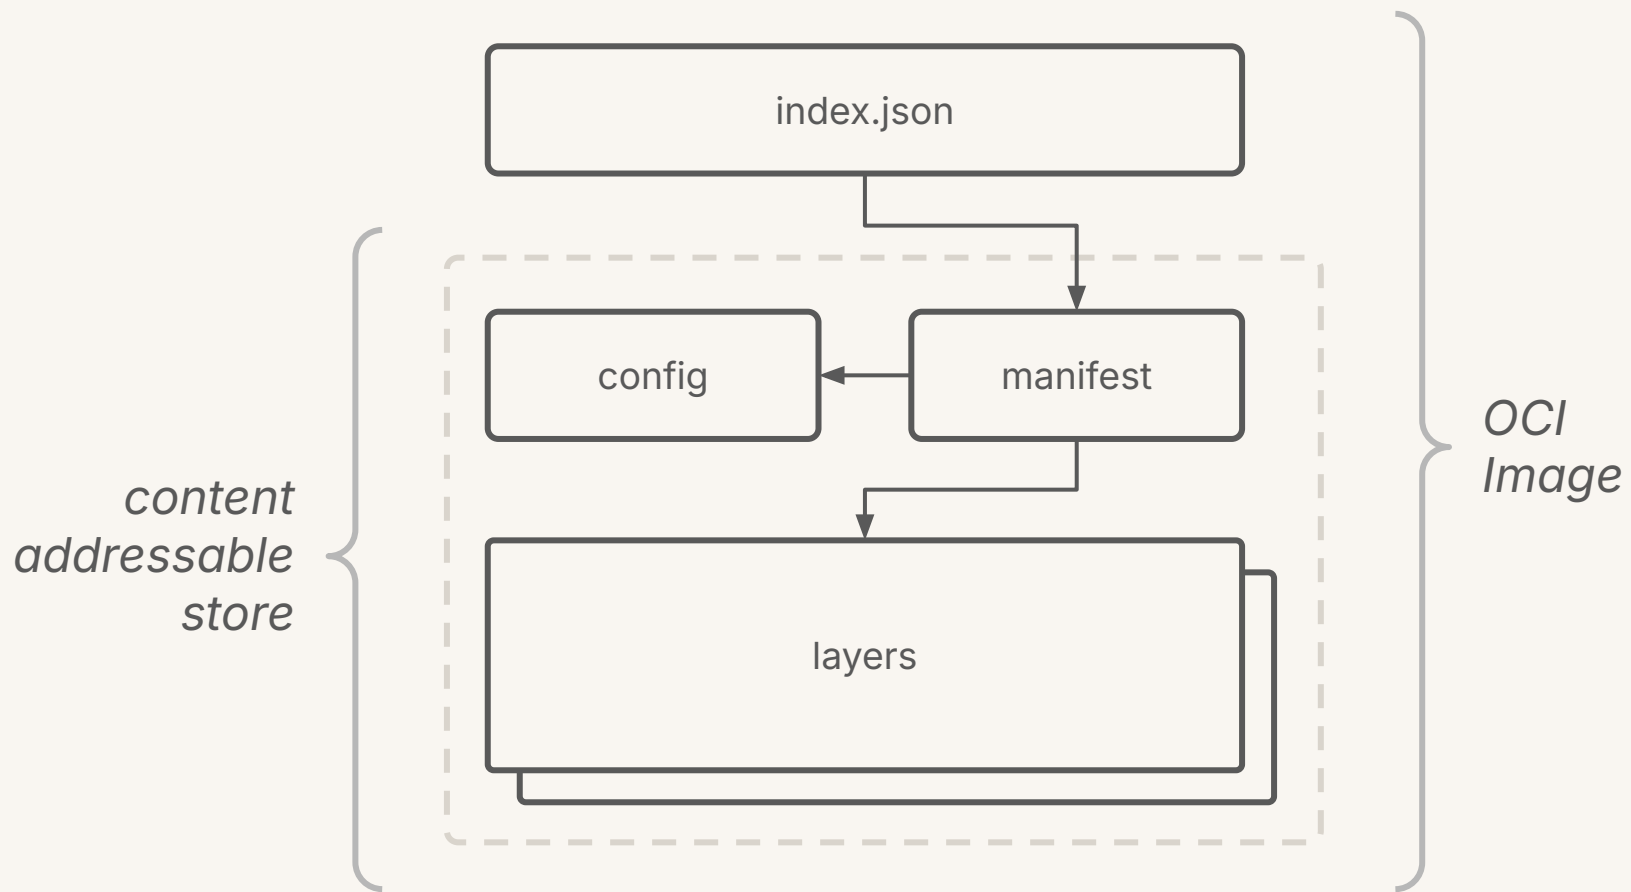 index.json
config
manifest
layers
content
addressable
store
OCI
Image